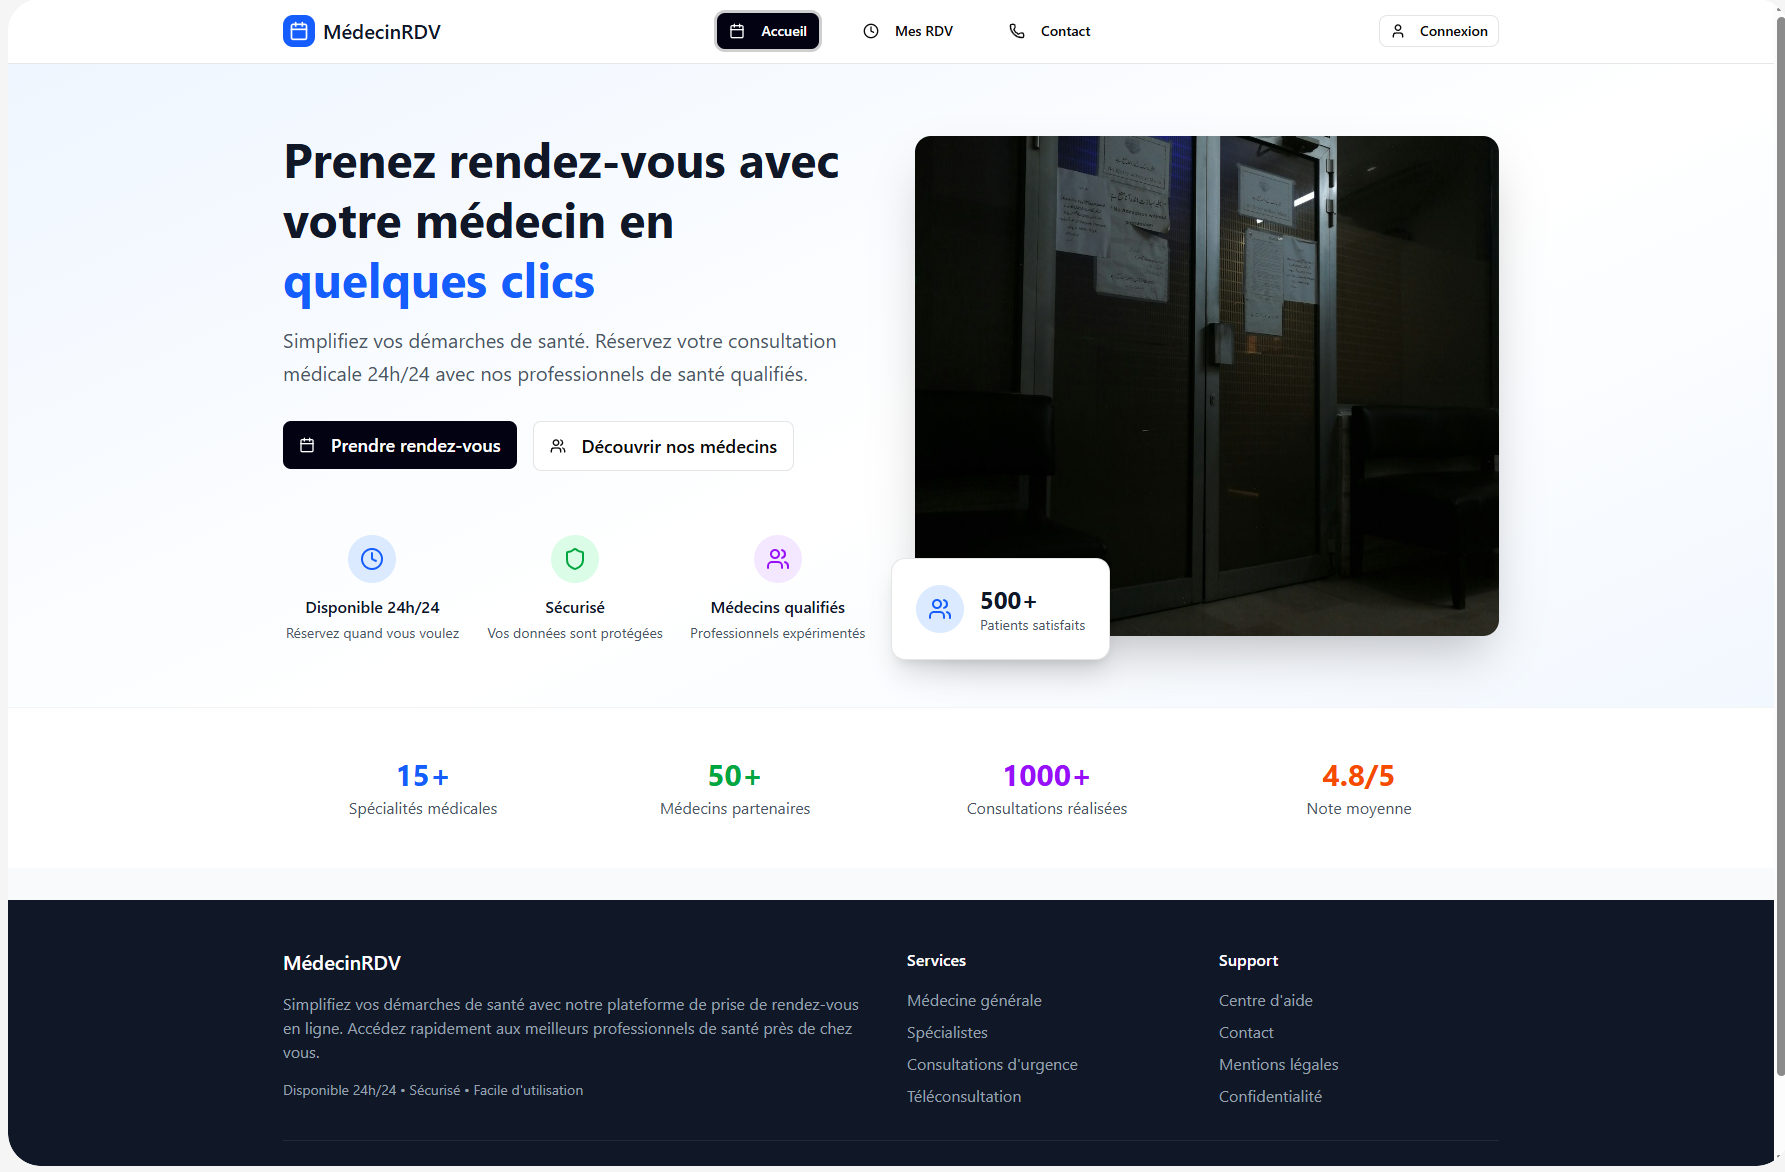 MédecinRDV
Accueil
Mes RDV
Contact
Connexion
Prenez rendez-vous avec
votre médecin en
quelques clics
Simplifiez vos démarches de santé. Réservez votre consultation
médicale 24h/24 avec nos professionnels de santé qualifiés.
Prendre rendez-vous
Découvrir nos médecins
Disponible 24h/24
Réservez quand vous voulez
Sécurisé
Vos données sont protégées
Médecins qualifiés
Professionnels expérimentés
500+
Patients satisfaits
15+
Spécialités médicales
50+
Médecins partenaires
1000+
Consultations réalisées
4.8/5
Note moyenne
MédecinRDV
Simplifiez vos démarches de santé avec notre plateforme de prise de rendez-vous
en ligne. Accédez rapidement aux meilleurs professionnels de santé près de chez
vous.
Disponible 24h/24 • Sécurisé • Facile d'utilisation
Services
Médecine générale
Spécialistes
Consultations d'urgence
Téléconsultation
Support
Centre d'aide
Contact
Mentions légales
Confidentialité